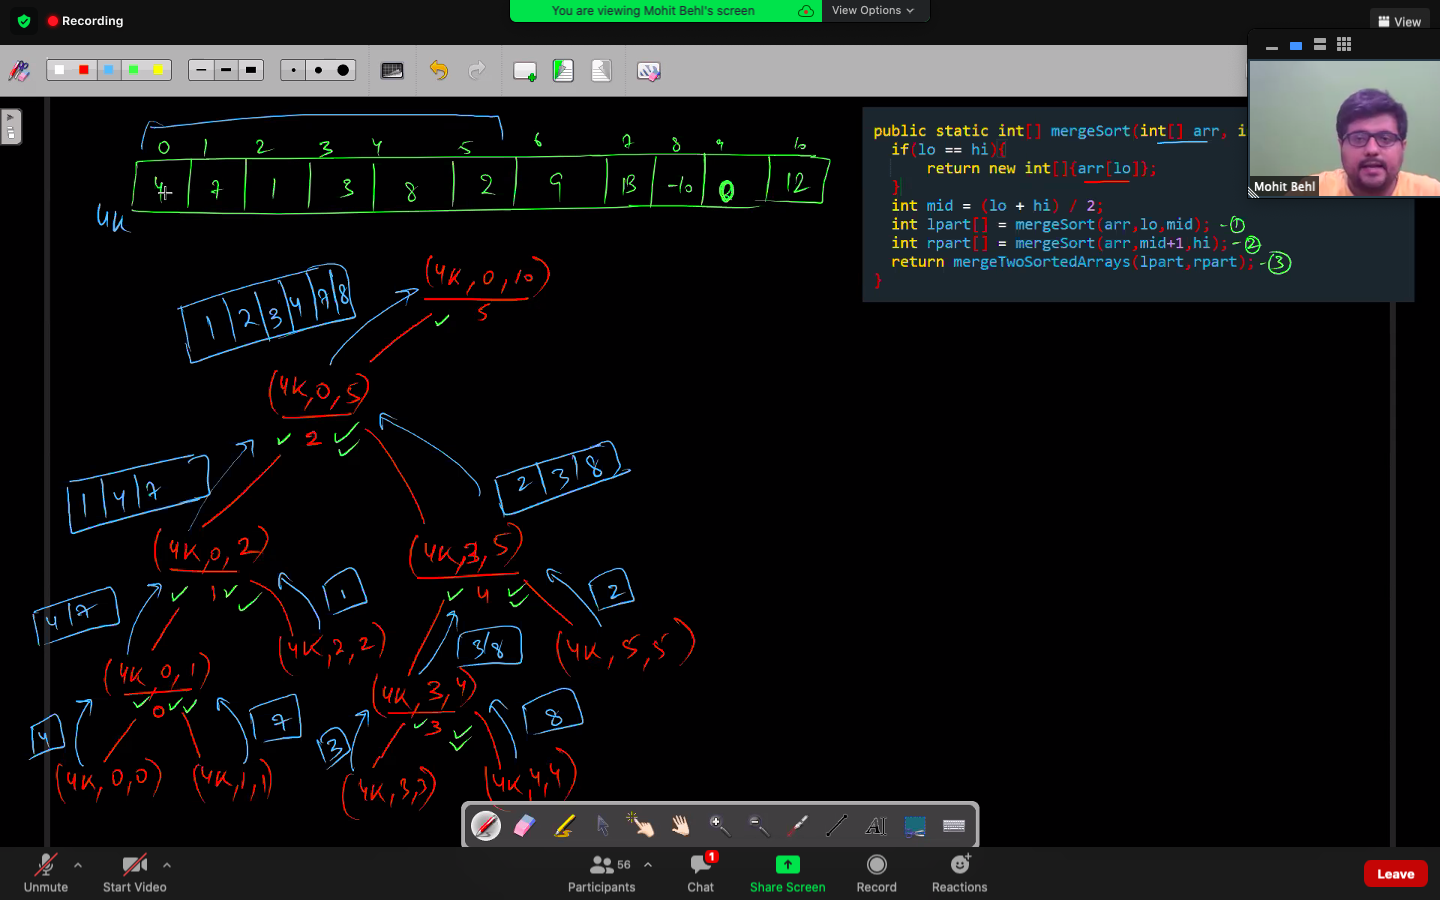 Recording
You are viewing Mohit Behl's screen
View Options
View
0 1 2 3 4 5 6 7 8 9 10
4 7 1 3 8 2 9 13 -10 0 12
4K
public static int[] mergeSort(int[] arr, in
if(lo == hi){
return new int[]{arr[lo]};
}
int mid = (lo + hi) / 2;
int lpart[] = mergeSort(arr,lo,mid); -1
int rpart[] = mergeSort(arr,mid+1,hi); -2
return mergeTwoSortedArrays(lpart,rpart); -3
}
Mohit Behl
(4K, 0, 10)
5
1 2 3 4 7 8
(4K, 0, 5)
2
1 4 7
2 3 8
(4K, 0, 2)
1
(4K, 3, 5)
4
4 7
1
2
(4K, 0, 1)
0
(4K, 2, 2)
3 8
(4K, 5, 5)
(4K, 3, 4)
3
4
7
3
8
(4K, 0, 0)
(4K, 1, 1)
(4K, 3, 3)
(4K, 4, 4)
AI
Unmute
Start Video
56
Participants
1
Chat
Share Screen
Record
Reactions
Leave